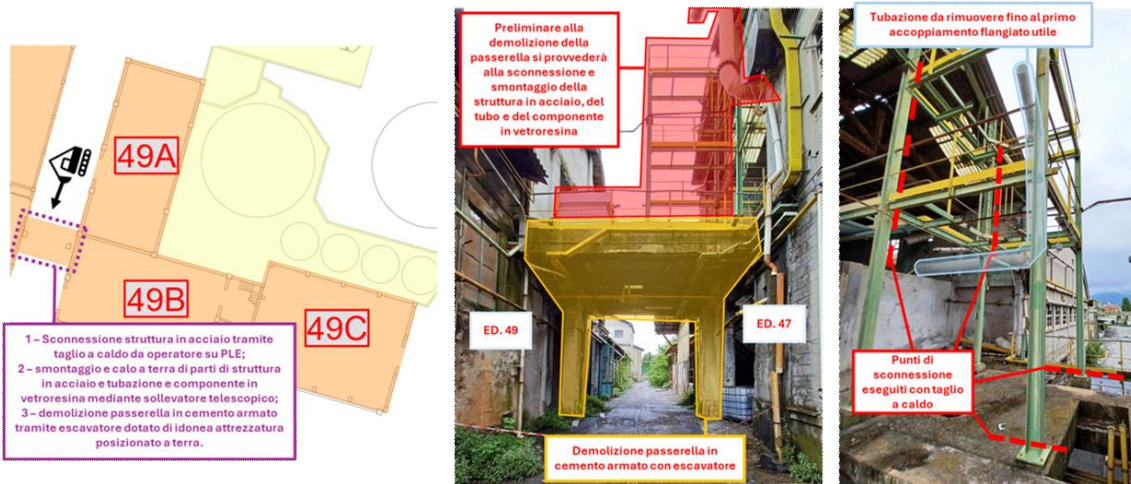 49A
49B
49C
1 – Sconnessione struttura in acciaio tramite
taglio a caldo da operatore su PLE;
2 – smontaggio e calo a terra di parti di struttura
in acciaio e tubazione e componente in
vetroresina mediante sollevatore telescopico;
3 – demolizione passerella in cemento armato
tramite escavatore dotato di idonea attrezzatura
posizionato a terra.
Preliminare alla
demolizione della
passerella si provvederà
alla sconnessione e
smontaggio della
struttura in acciaio, del
tubo e del componente
in vetroresina
ED. 49
ED. 47
Demolizione passerella in
cemento armato con escavatore
Tubazione da rimuovere fino al primo
accoppiamento flangiato utile
Punti di
sconnessione
eseguiti con taglio
a caldo